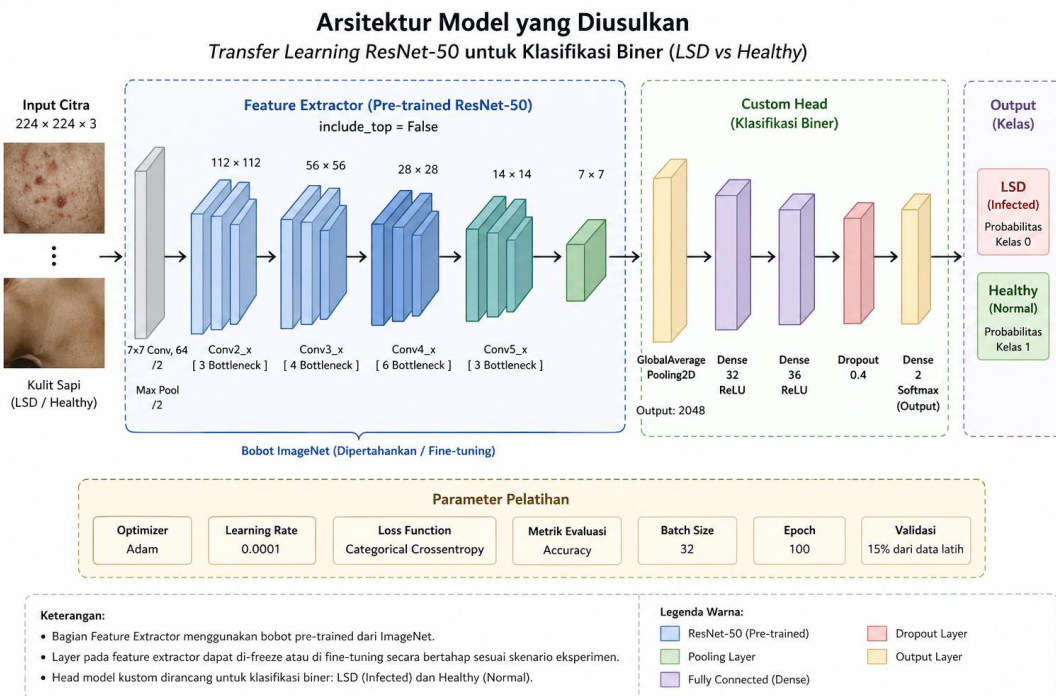 Arsitektur Model yang Diusulkan
Transfer Learning ResNet-50 untuk Klasifikasi Biner (LSD vs Healthy)
Input Citra
224 × 224 × 3
Kulit Sapi
(LSD / Healthy)
Feature Extractor (Pre-trained ResNet-50)
include_top = False
112 × 112
56 × 56
28 × 28
14 × 14
7 × 7
7×7 Conv, 64
/2
Max Pool
/2
Conv2_x
[ 3 Bottleneck ]
Conv3_x
[ 4 Bottleneck ]
Conv4_x
[ 6 Bottleneck ]
Conv5_x
[ 3 Bottleneck ]
Bobot ImageNet (Dipertahankan / Fine-tuning)
Custom Head
(Klasifikasi Biner)
GlobalAverage
Pooling2D
Output: 2048
Dense
32
ReLU
Dense
36
ReLU
Dropout
0.4
Dense
2
Softmax
(Output)
Output
(Kelas)
LSD
(Infected)
Probabilitas
Kelas 0
Healthy
(Normal)
Probabilitas
Kelas 1
Parameter Pelatihan
Optimizer
Adam
Learning Rate
0.0001
Loss Function
Categorical Crossentropy
Metrik Evaluasi
Accuracy
Batch Size
32
Epoch
100
Validasi
15% dari data latih
Keterangan:
• Bagian Feature Extractor menggunakan bobot pre-trained dari ImageNet.
• Layer pada feature extractor dapat di-freeze atau di fine-tuning secara bertahap sesuai skenario eksperimen.
• Head model kustom dirancang untuk klasifikasi biner: LSD (Infected) dan Healthy (Normal).
Legenda Warna:
ResNet-50 (Pre-trained)
Pooling Layer
Fully Connected (Dense)
Dropout Layer
Output Layer